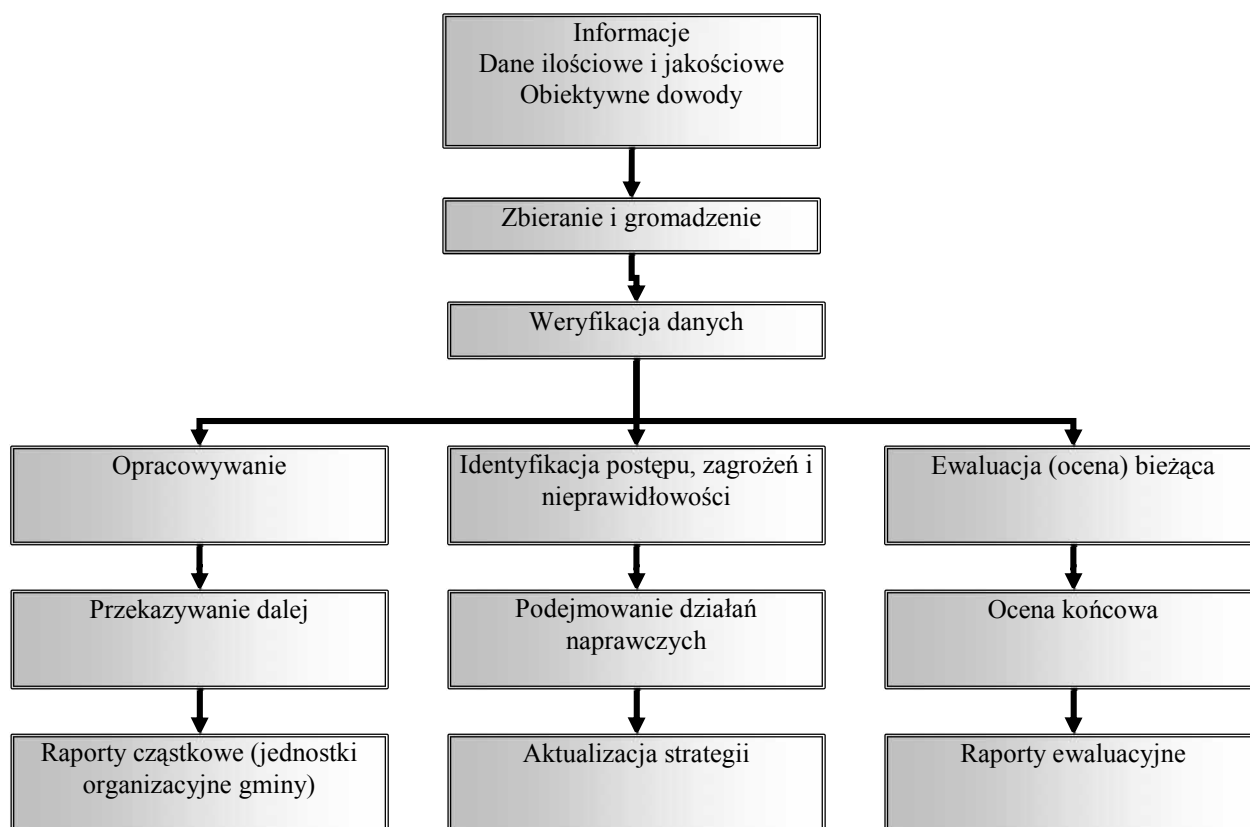 Informacje
Dane ilościowe i jakościowe
Obiektywne dowody
Zbieranie i gromadzenie
Weryfikacja danych
Opracowywanie
Identyfikacja postępu, zagrożeń i
nieprawidłowości
Ewaluacja (ocena) bieżąca
Przekazywanie dalej
Podejmowanie działań
naprawczych
Ocena końcowa
Raporty cząstkowe (jednostki
organizacyjne gminy)
Aktualizacja strategii
Raporty ewaluacyjne